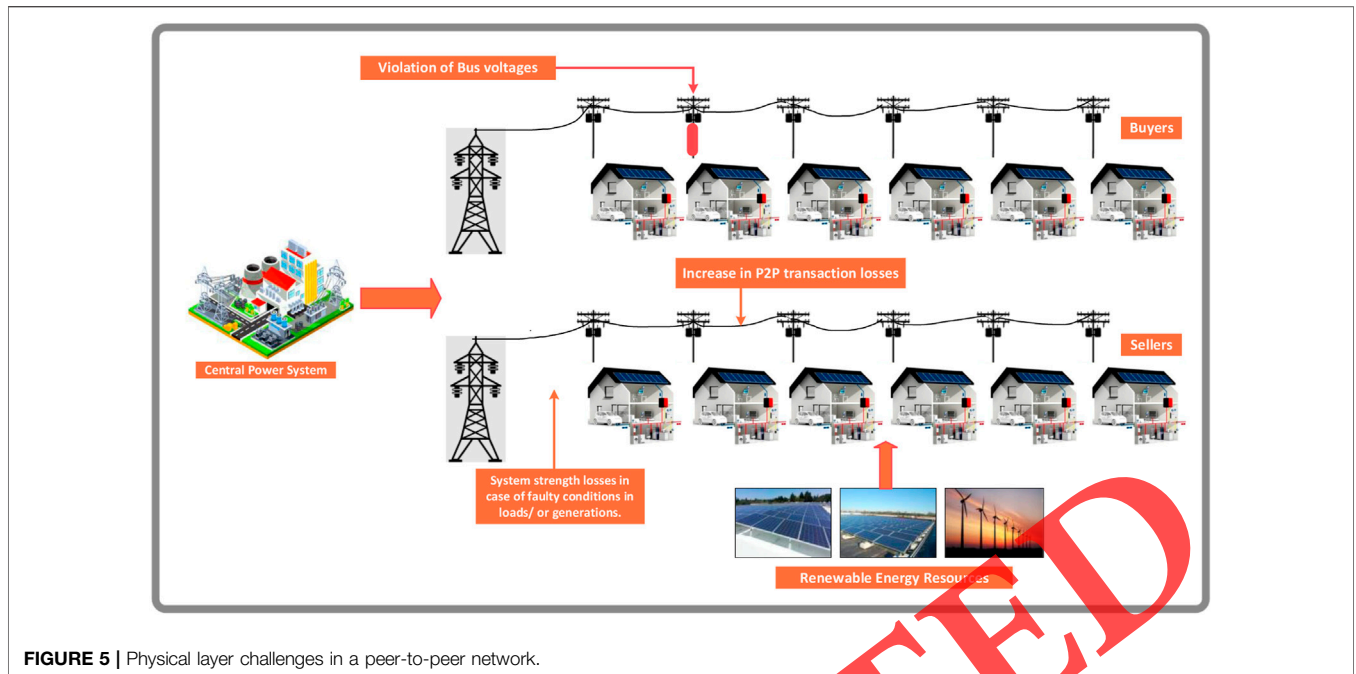 Violation of Bus voltages
Buyers
Increase in P2P transaction losses
Sellers
Central Power System
System strength losses in
case of faulty conditions in
loads/ or generations.
Renewable Energy Resources
FIGURE 5 | Physical layer challenges in a peer-to-peer network.
TED